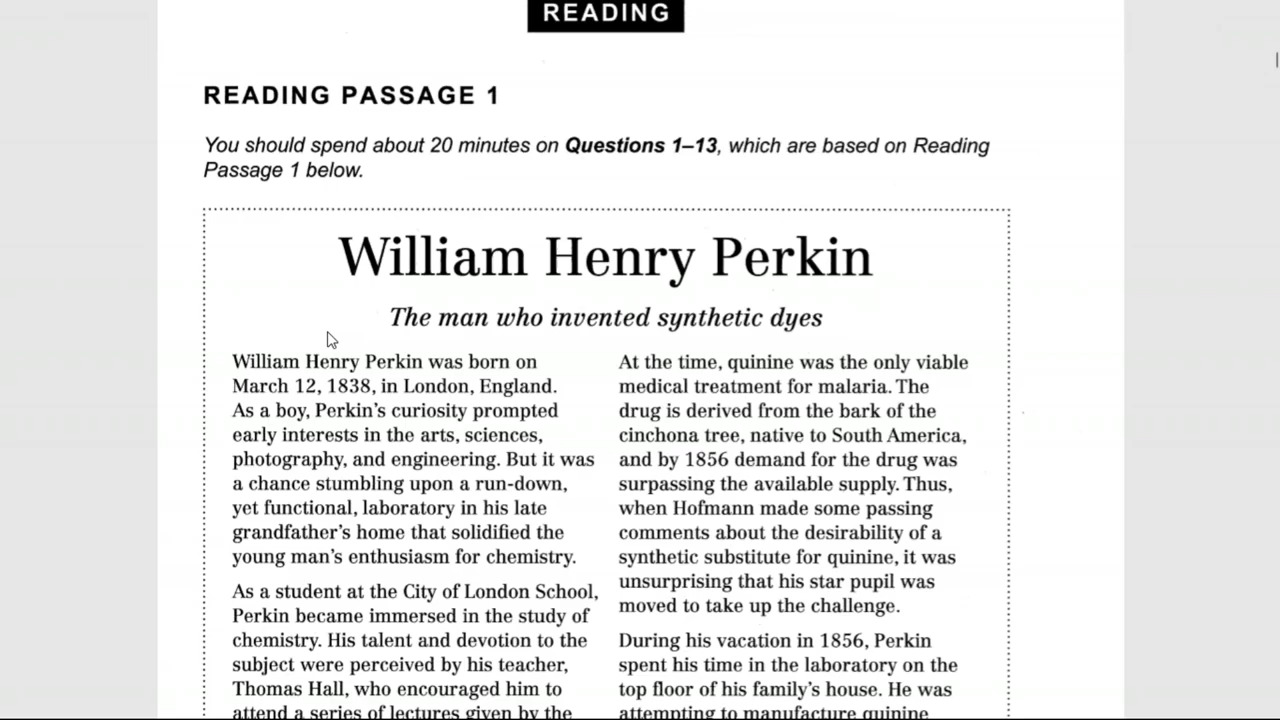 READING
READING PASSAGE 1
You should spend about 20 minutes on Questions 1–13, which are based on Reading
Passage 1 below.
William Henry Perkin
The man who invented synthetic dyes
William Henry Perkin was born on
March 12, 1838, in London, England.
As a boy, Perkin's curiosity prompted
early interests in the arts, sciences,
photography, and engineering. But it was
a chance stumbling upon a run-down,
yet functional, laboratory in his late
grandfather's home that solidified the
young man's enthusiasm for chemistry.
As a student at the City of London School,
Perkin became immersed in the study of
chemistry. His talent and devotion to the
subject were perceived by his teacher,
Thomas Hall, who encouraged him to
attend a series of lectures given by the
At the time, quinine was the only viable
medical treatment for malaria. The
drug is derived from the bark of the
cinchona tree, native to South America,
and by 1856 demand for the drug was
surpassing the available supply. Thus,
when Hofmann made some passing
comments about the desirability of a
synthetic substitute for quinine, it was
unsurprising that his star pupil was
moved to take up the challenge.
During his vacation in 1856, Perkin
spent his time in the laboratory on the
top floor of his family's house. He was
attempting to manufacture quinine